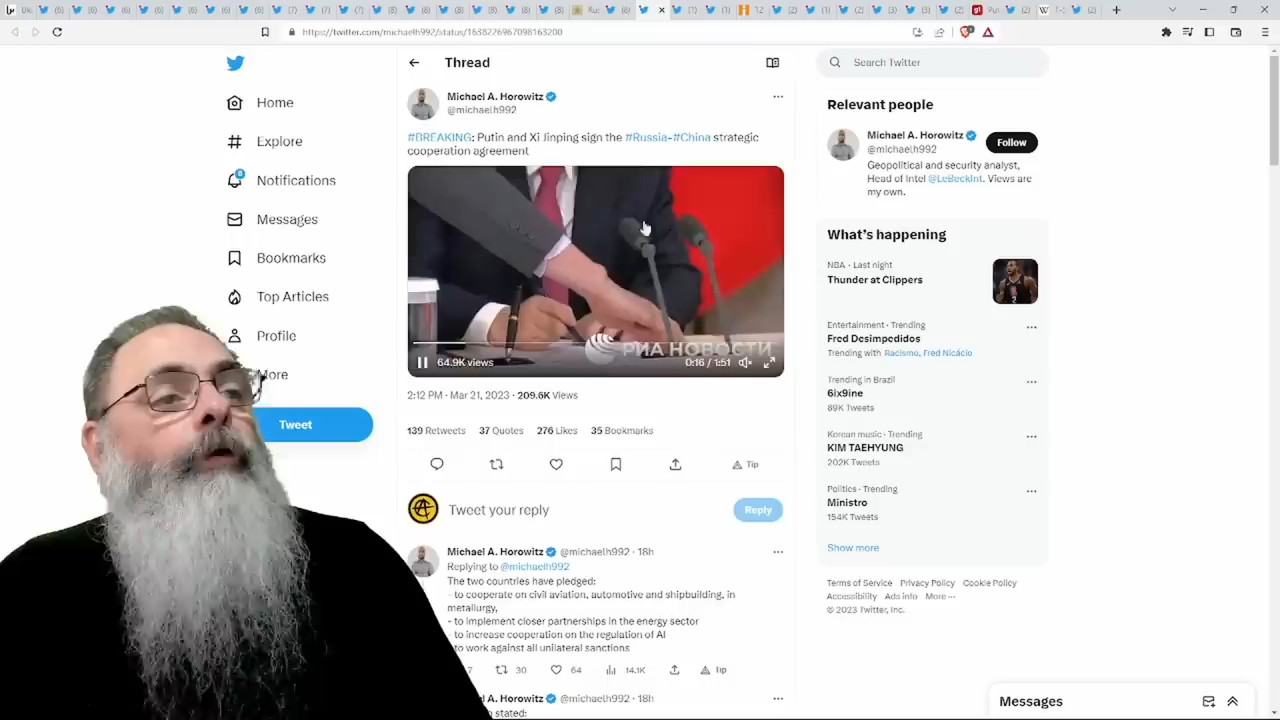 https://twitter.com/michaelh992/status/1638226967098163200
Home
Explore
8
Notifications
Messages
Bookmarks
Top Articles
Profile
More
Tweet
Thread
Michael A. Horowitz
@michaelh992
#BREAKING: Putin and Xi Jinping sign the #Russia-#China strategic
cooperation agreement
РИА НОВОСТИ
64.9K views
0:16 / 1:51
2:12 PM · Mar 21, 2023 · 209.6K Views
139 Retweets 37 Quotes 276 Likes 35 Bookmarks
Tip
Tweet your reply
Reply
Michael A. Horowitz @michaelh992 · 18h
Replying to @michaelh992
The two countries have pledged:
- to cooperate on civil aviation, automotive and shipbuilding, in
metallurgy,
- to implement closer partnerships in the energy sector
- to increase cooperation on the regulation of AI
to work against all unilateral sanctions
7 30 64 14.1K Tip
A. Horowitz @michaelh992 · 18h
stated:
Search Twitter
Relevant people
Michael A. Horowitz
@michaelh992
Follow
Geopolitical and security analyst,
Head of Intel @LeBeckInt. Views are
my own.
What's happening
NBA · Last night
Thunder at Clippers
Entertainment · Trending
Fred Desimpedidos
Trending with Racismo, Fred Nicácio
Trending in Brazil
6ix9ine
89K Tweets
Korean music · Trending
KIM TAEHYUNG
202K Tweets
Politics · Trending
Ministro
154K Tweets
Show more
Terms of Service Privacy Policy Cookie Policy
Accessibility Ads info More ···
© 2023 Twitter, Inc.
Messages